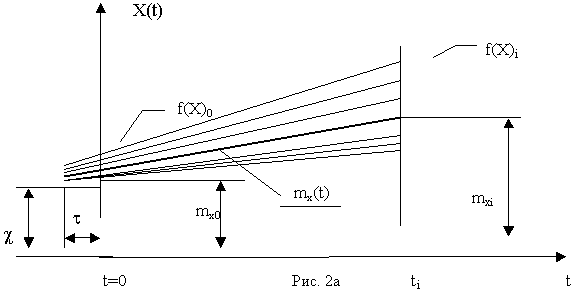 X(t)
f(X)i
f(X)0
mx(t)
mxi
mx0
τ
χ
t=0
Рис. 2а
ti
t